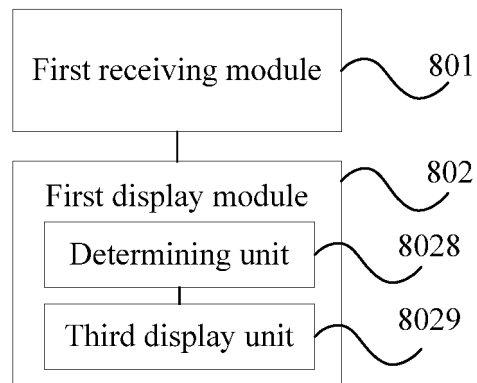 First receiving module
801
First display module
802
Determining unit
8028
Third display unit
8029